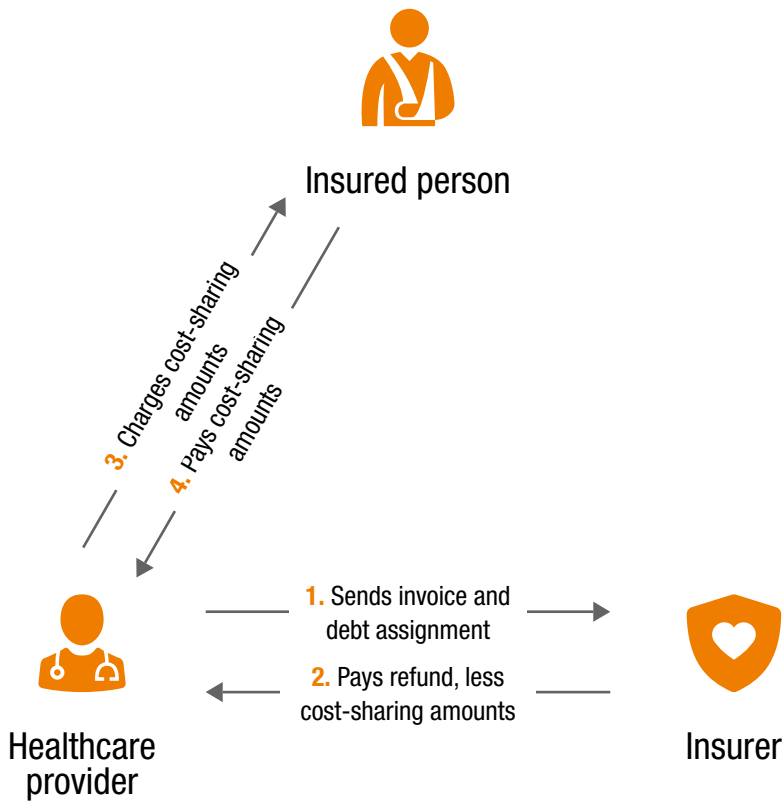 Insured person
3. Charges cost-sharing
amounts
4. Pays cost-sharing
amounts
1. Sends invoice and
debt assignment
2. Pays refund, less
cost-sharing amounts
Healthcare
provider
Insurer